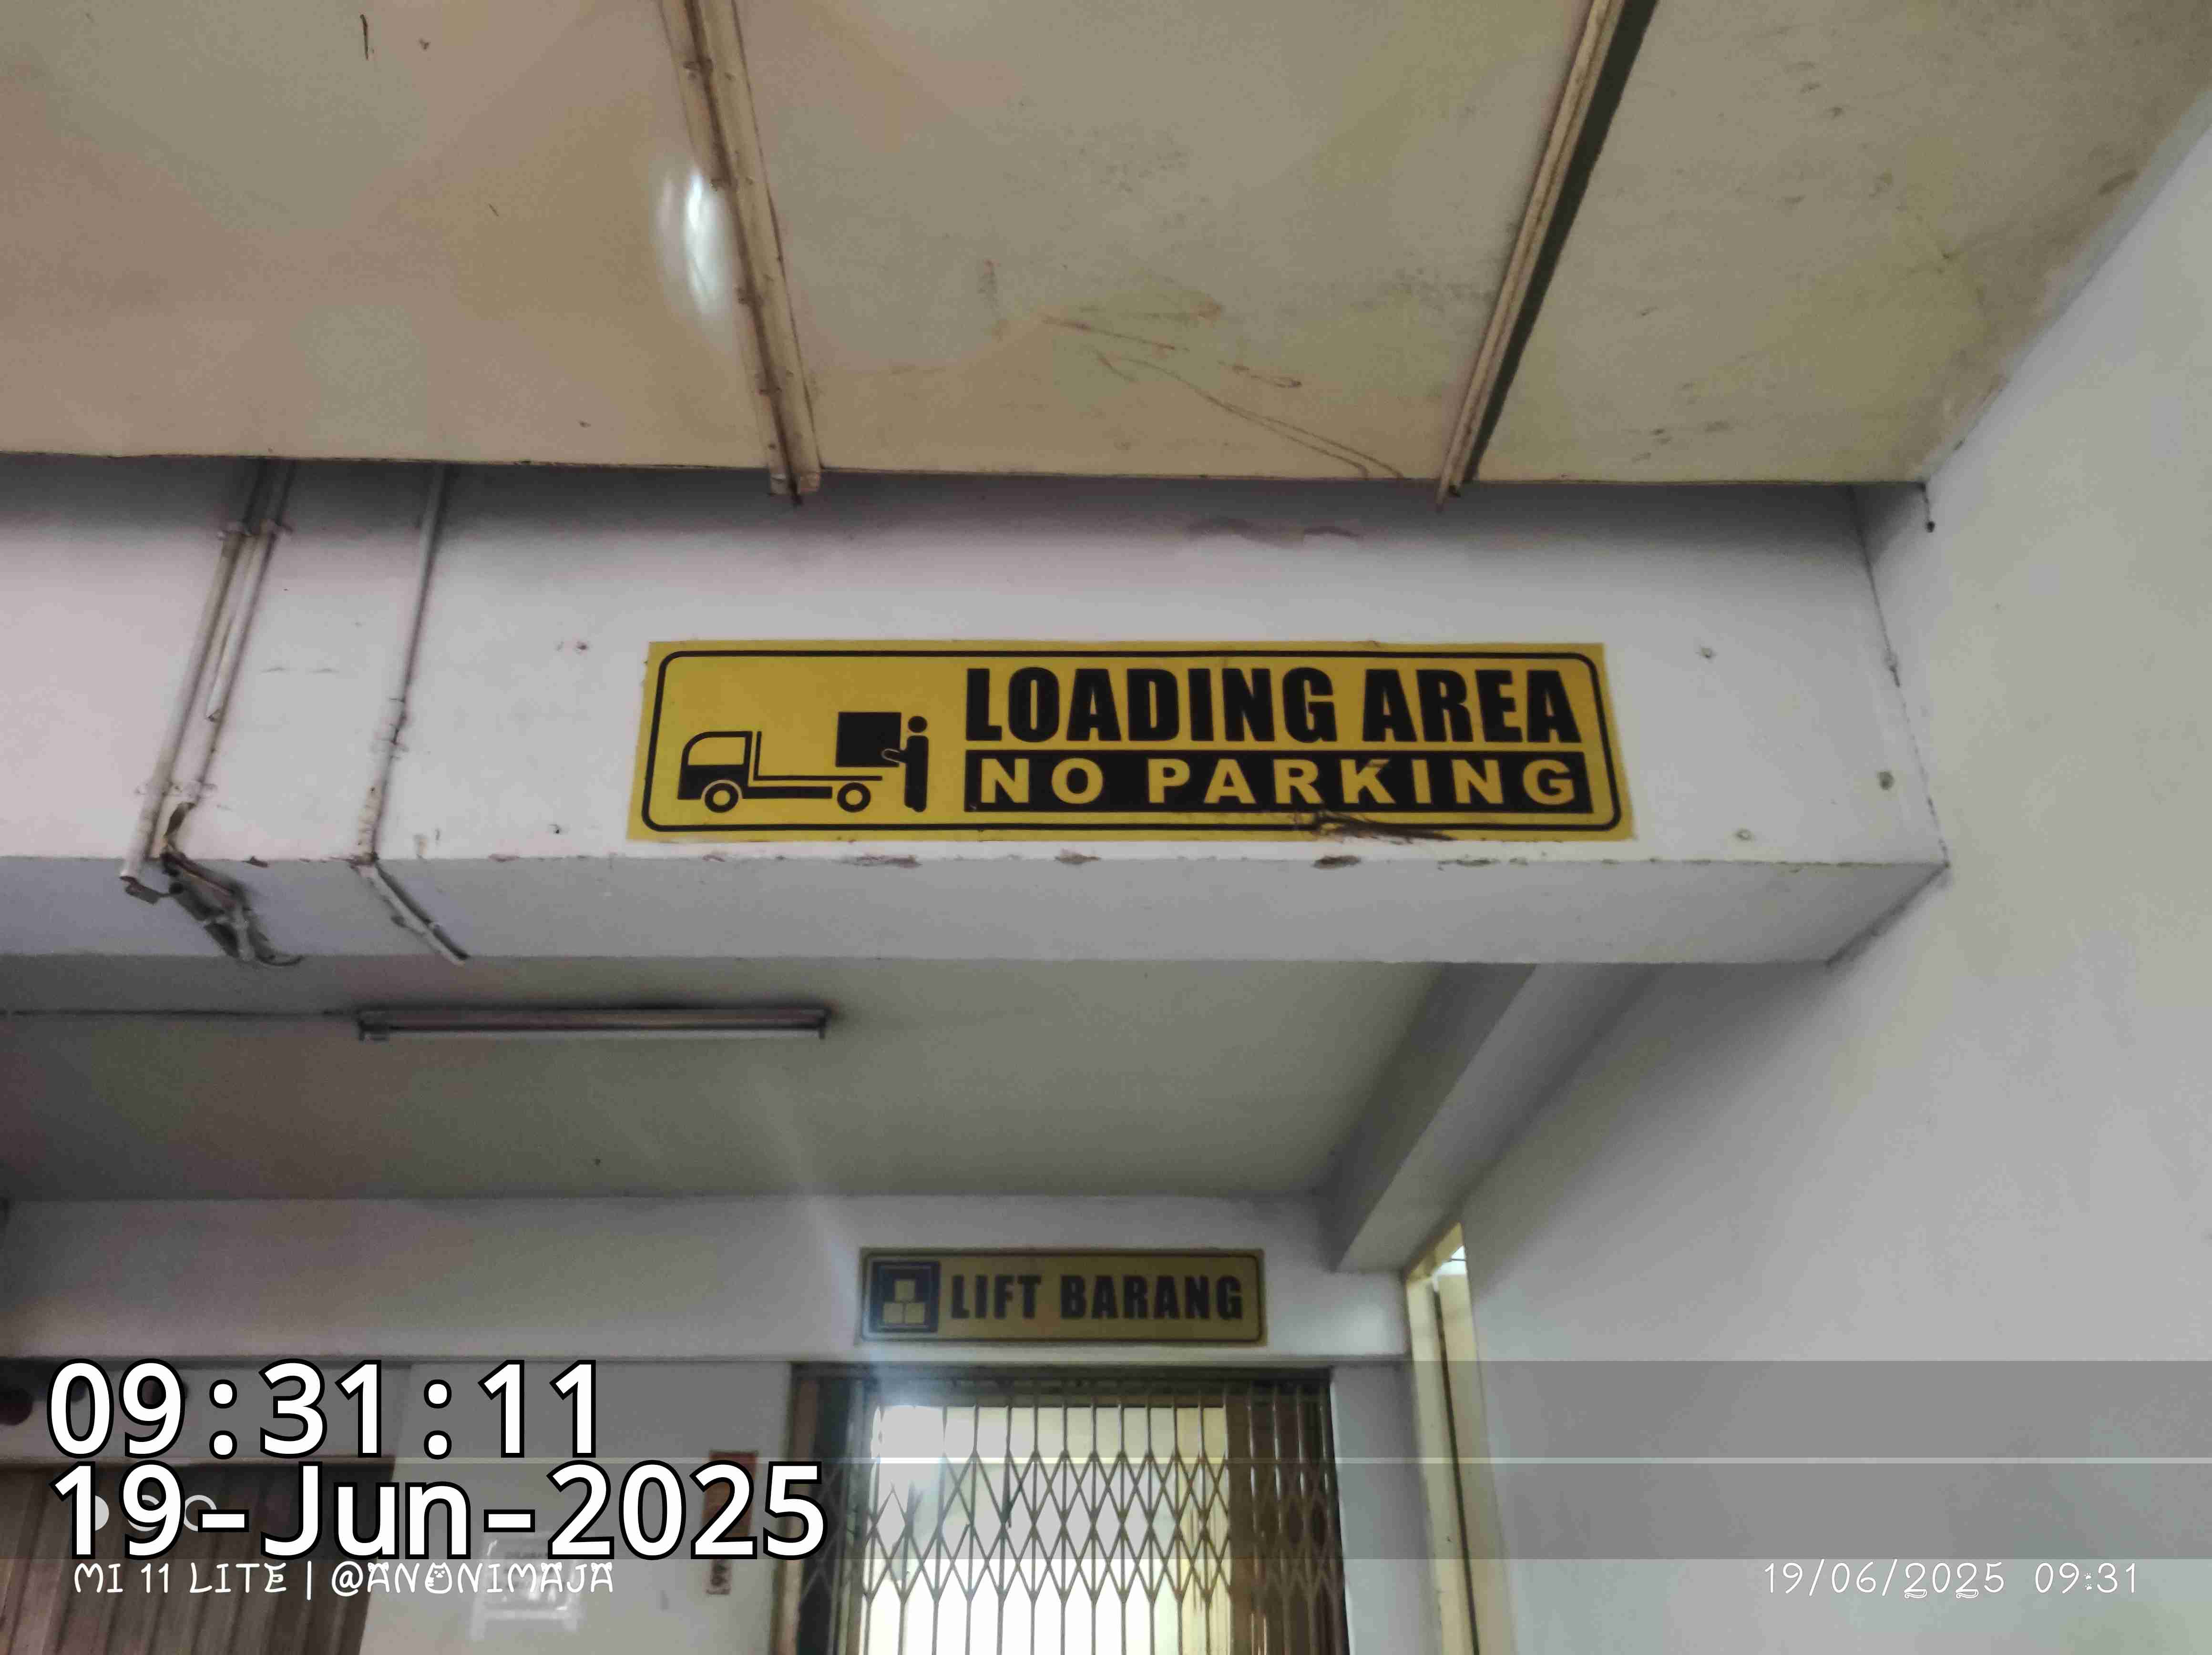 LOADING AREA
NO PARKING
LIFT BARANG
09:31:11
19-Jun-2025
MI 11 LITE | @ANONIMAJA
19/06/2025 09:31